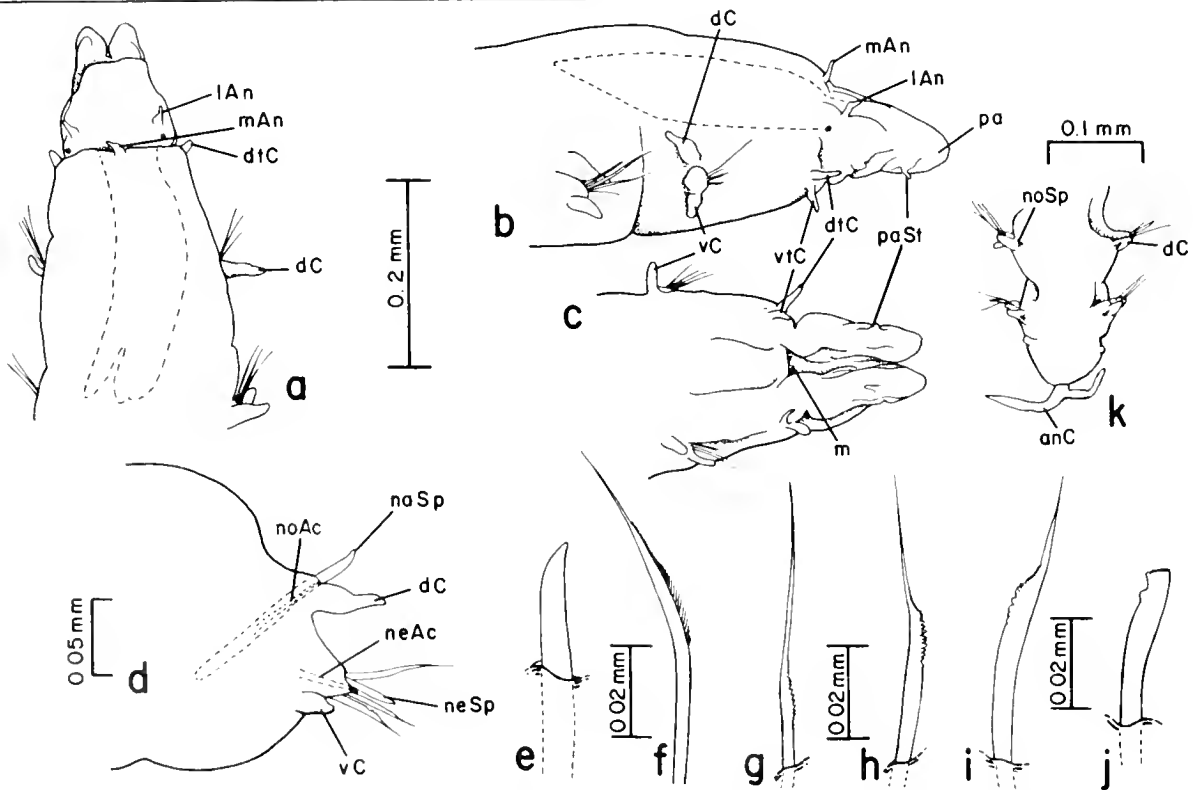 lAn
mAn
dtC
dC
0.2 mm
a
dC
mAn
lAn
pa
b
vC
vtC
dtC
paSt
c
m
0.1 mm
noSp
dC
k
anC
naSp
noAc
dC
neAc
neSp
0.05 mm
d
vC
e
f
0.02 mm
g
h
0.02 mm
i
0.02 mm
j